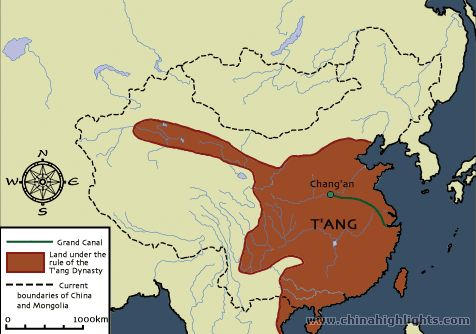 N
W E
S
Chang'an
T'ANG
Grand Canal
Land under the
rule of the
T'ang Dynasty
Current
boundaries of China
and Mongolia
0 1000km
www.chinahighlights.com